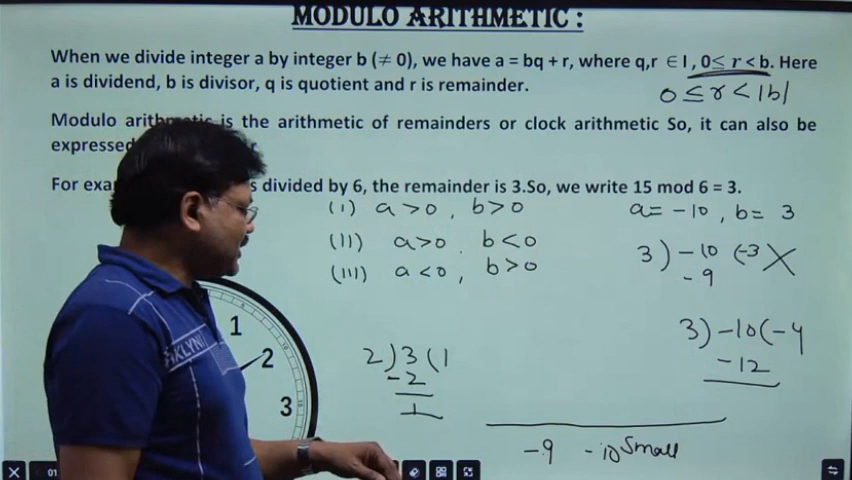 MODULO ARITHMETIC :
When we divide integer a by integer b (≠ 0), we have a = bq + r, where q,r ∈ I , 0≤ r < b. Here
a is dividend, b is divisor, q is quotient and r is remainder.
0 ≤ r < |b|
Modulo arithmetic is the arithmetic of remainders or clock arithmetic So, it can also be
expressed
For exa s divided by 6, the remainder is 3.So, we write 15 mod 6 = 3.
(I) a > 0 , b > 0
a = -10 , b = 3
(II) a > 0 , b < 0
3 ) -10 ( -3 X
(III) a < 0 , b > 0
-9
3 ) -10 ( -4
2 ) 3 ( 1
-12
-2
1
-9 -10 Small
1
2
3
KLYN
01